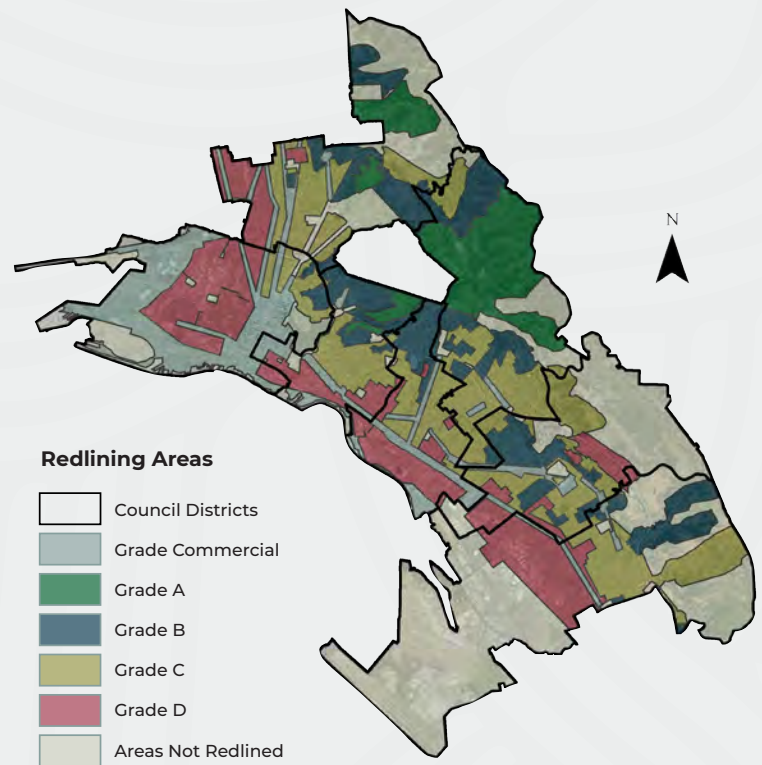 N
Redlining Areas
Council Districts
Grade Commercial
Grade A
Grade B
Grade C
Grade D
Areas Not Redlined